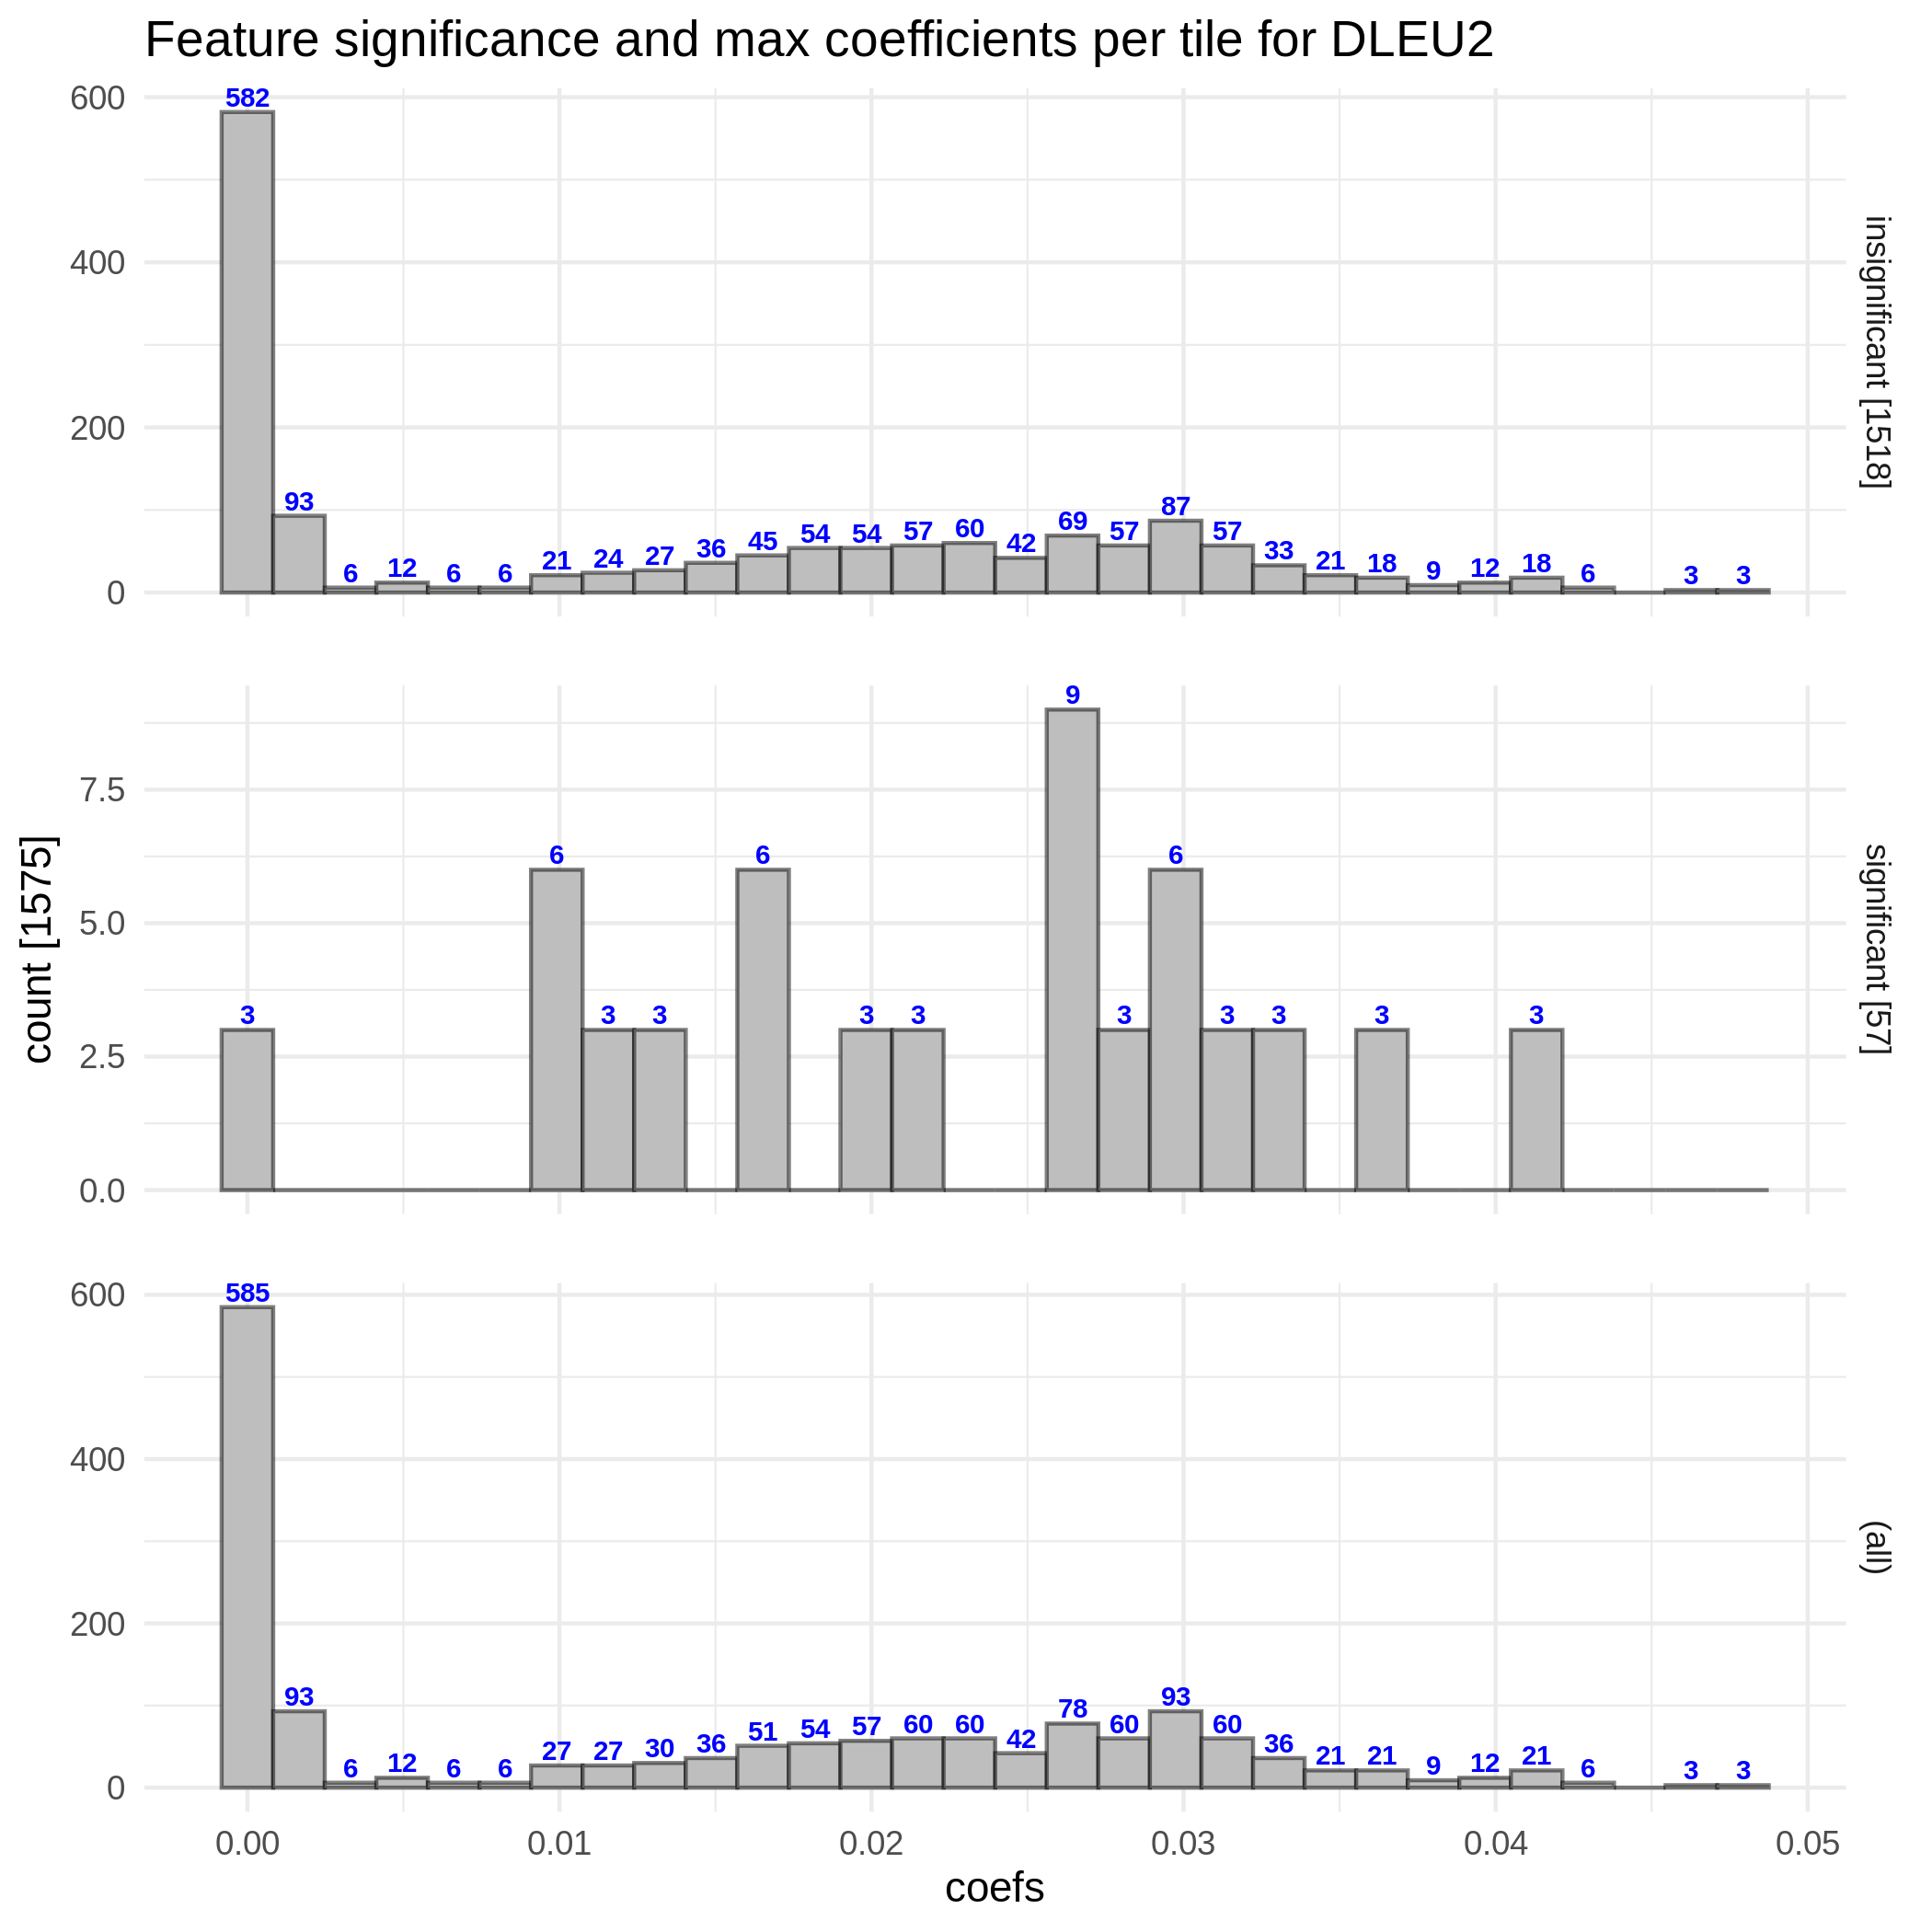 Feature significance and max coefficients per tile for DLEU2
600
400
200
0
582 93 6 12 6 6 21 24 27 36 45 54 54 57 60 42 69 57 87 57 33 21 18 9 12 18 6 3 3
insignificant [1518]
count [1575]
7.5
5.0
2.5
0.0
3 6 3 3 6 3 3 9 3 6 3 3 3 3
significant [57]
600
400
200
0
585 93 6 12 6 6 27 27 30 36 51 54 57 60 60 42 78 60 93 60 36 21 21 9 12 21 6 3 3
(all)
0.00 0.01 0.02 0.03 0.04 0.05
coefs